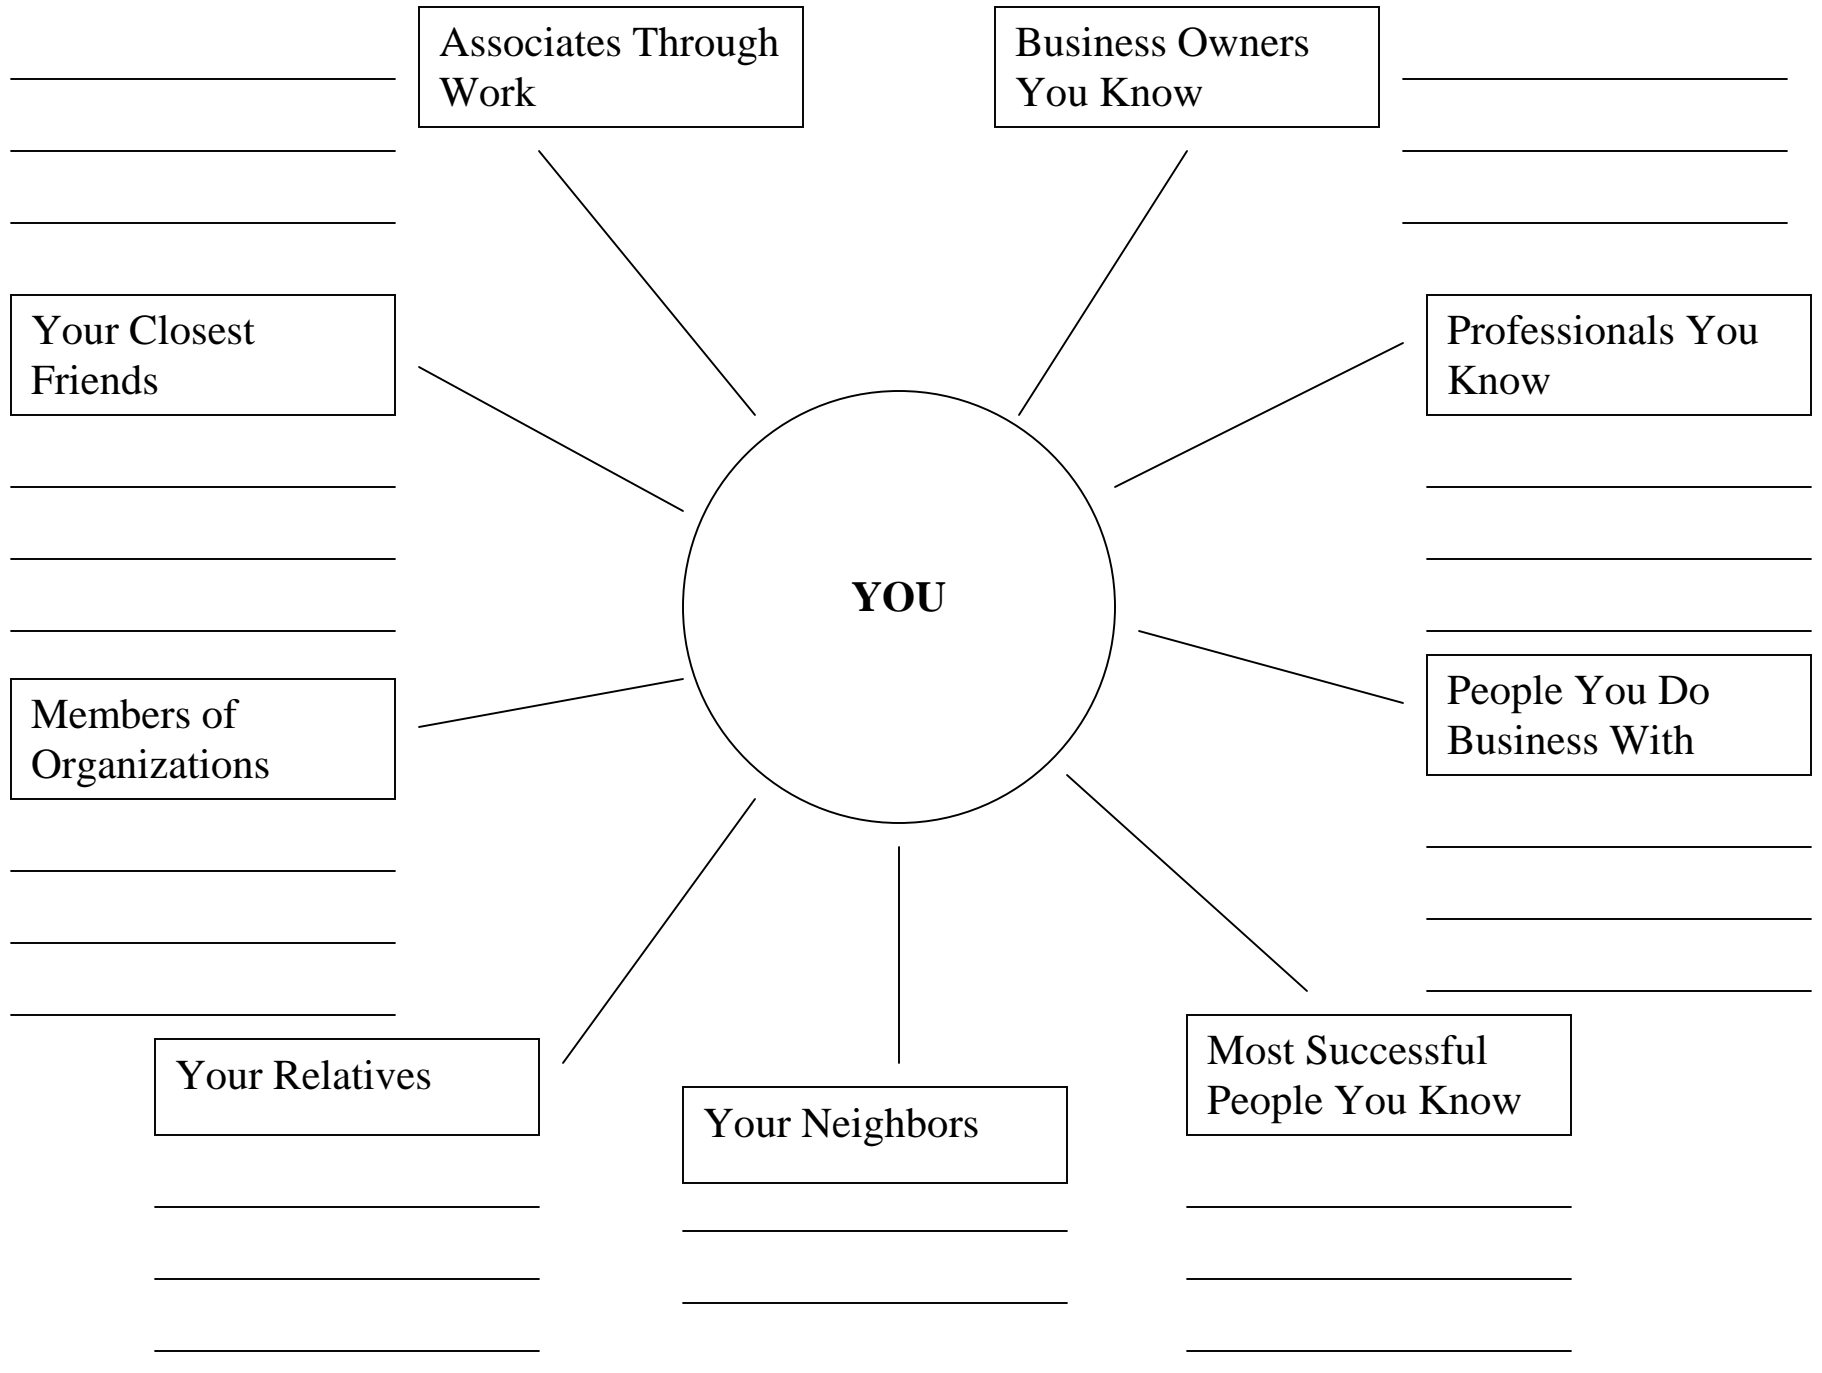 Associates Through
Work
Business Owners
You Know
Your Closest
Friends
Professionals You
Know
YOU
Members of
Organizations
People You Do
Business With
Your Relatives
Your Neighbors
Most Successful
People You Know